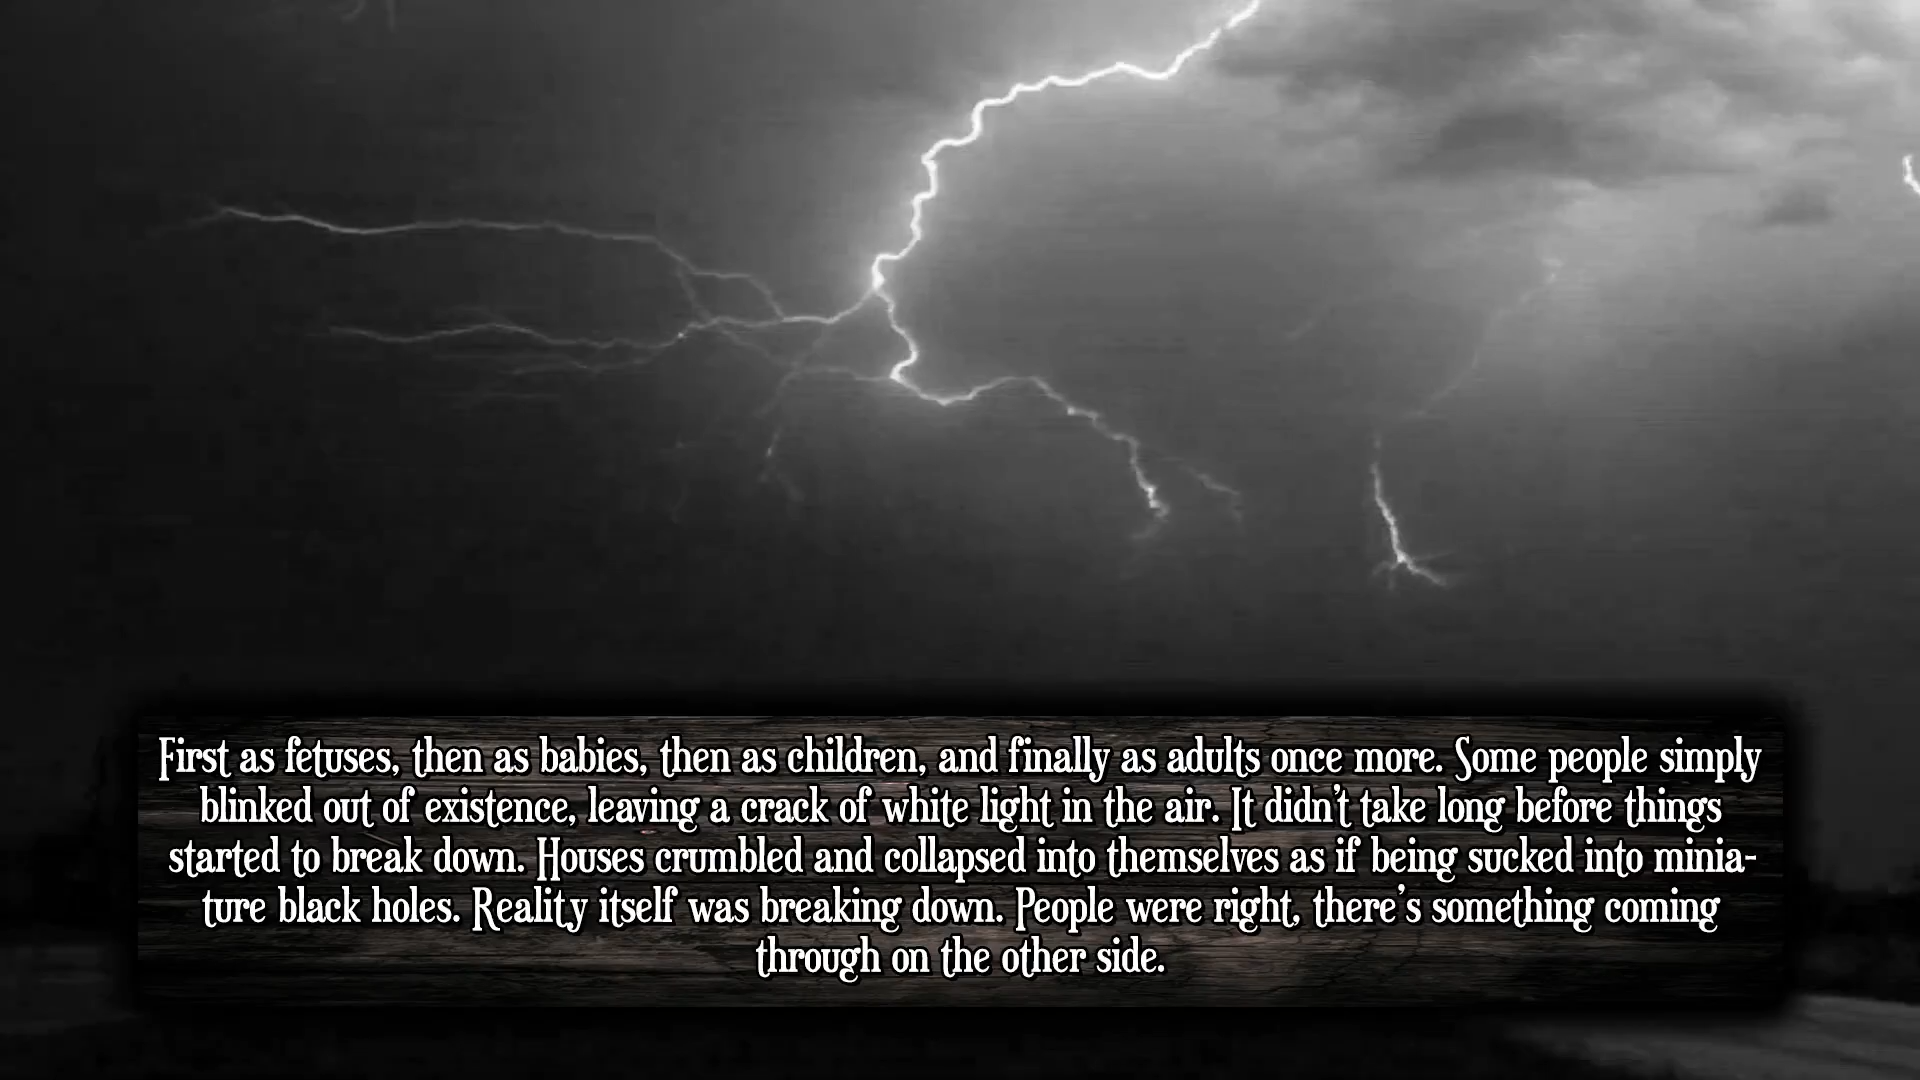 First as fetuses, then as babies, then as children, and finally as adults once more. Some people simply
blinked out of existence, leaving a crack of white light in the air. It didn't take long before things
started to break down. Houses crumbled and collapsed into themselves as if being sucked into minia-
ture black holes. Reality itself was breaking down. People were right, there's something coming
through on the other side.